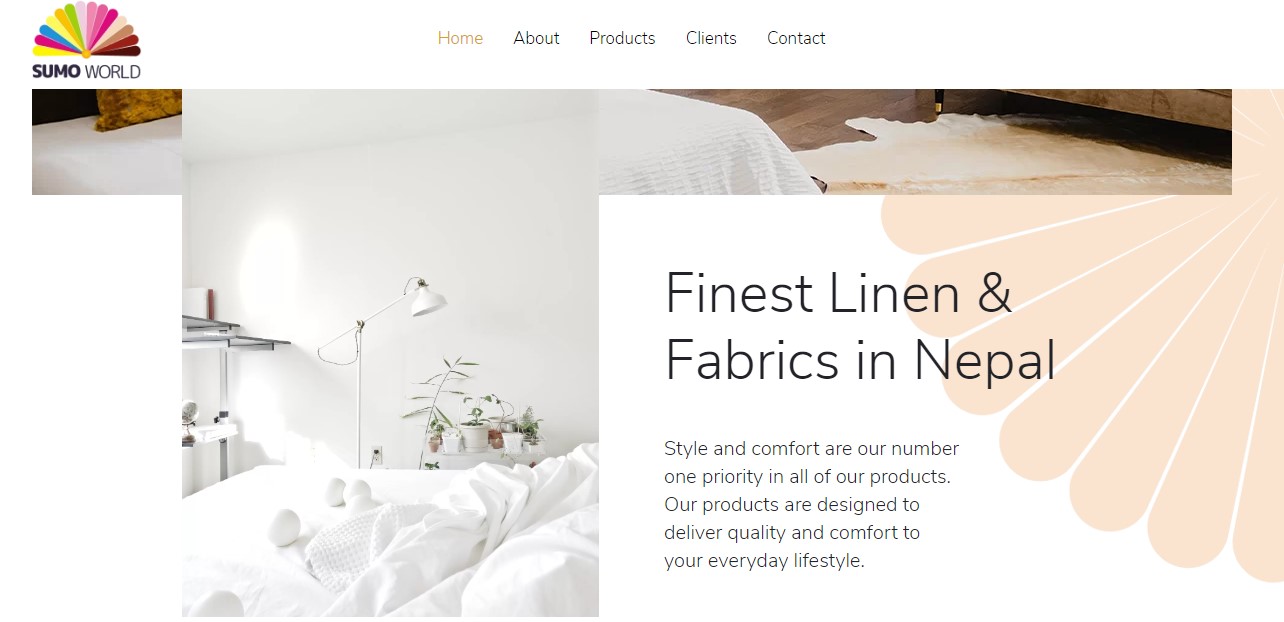 SUMO WORLD
Home About Products Clients Contact
Finest Linen &
Fabrics in Nepal
Style and comfort are our number
one priority in all of our products.
Our products are designed to
deliver quality and comfort to
your everyday lifestyle.